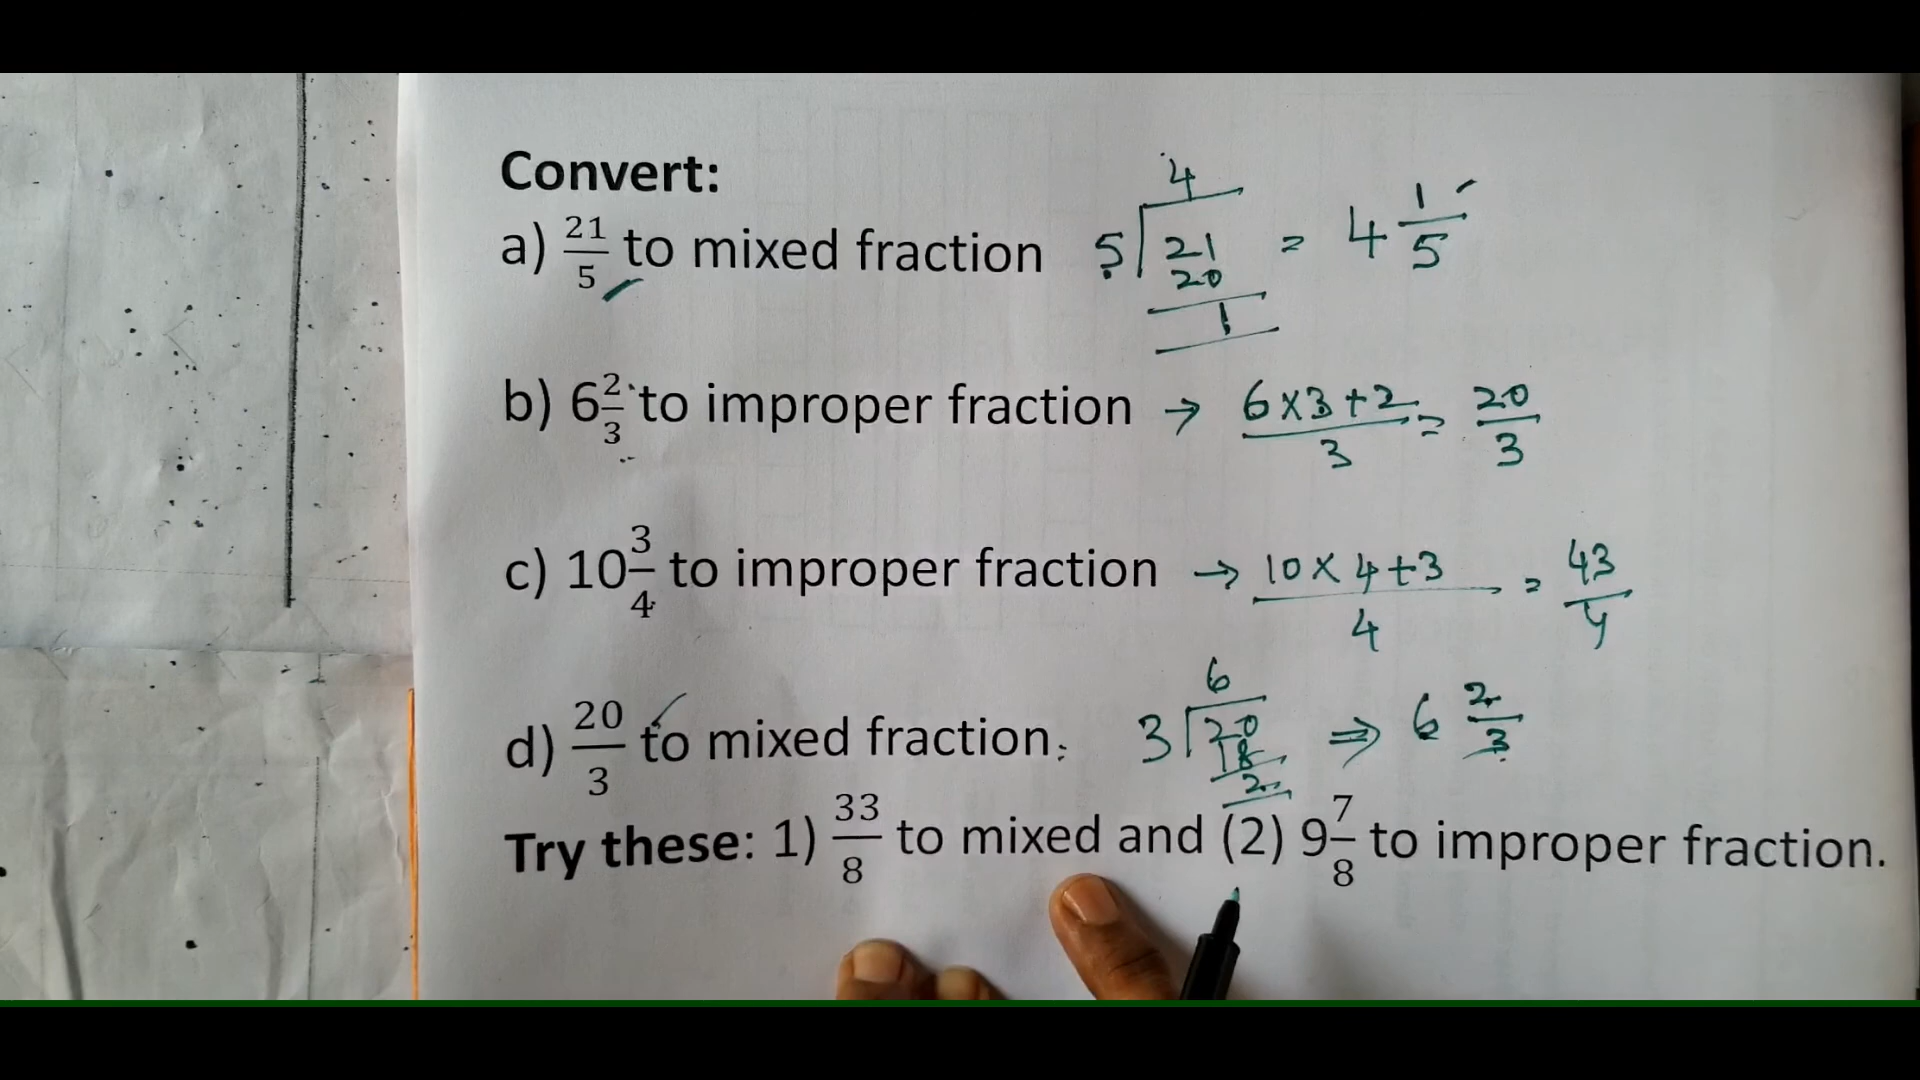 Convert:
a) 21/5 to mixed fraction 5)21 4 20 1 = 4 1/5
b) 6 2/3 to improper fraction → 6×3+2/3 = 20/3
c) 10 3/4 to improper fraction → 10×4+3/4 = 43/4
d) 20/3 to mixed fraction. 3)20 6 18 2 ⇒ 6 2/3
Try these: 1) 33/8 to mixed and (2) 9 7/8 to improper fraction.